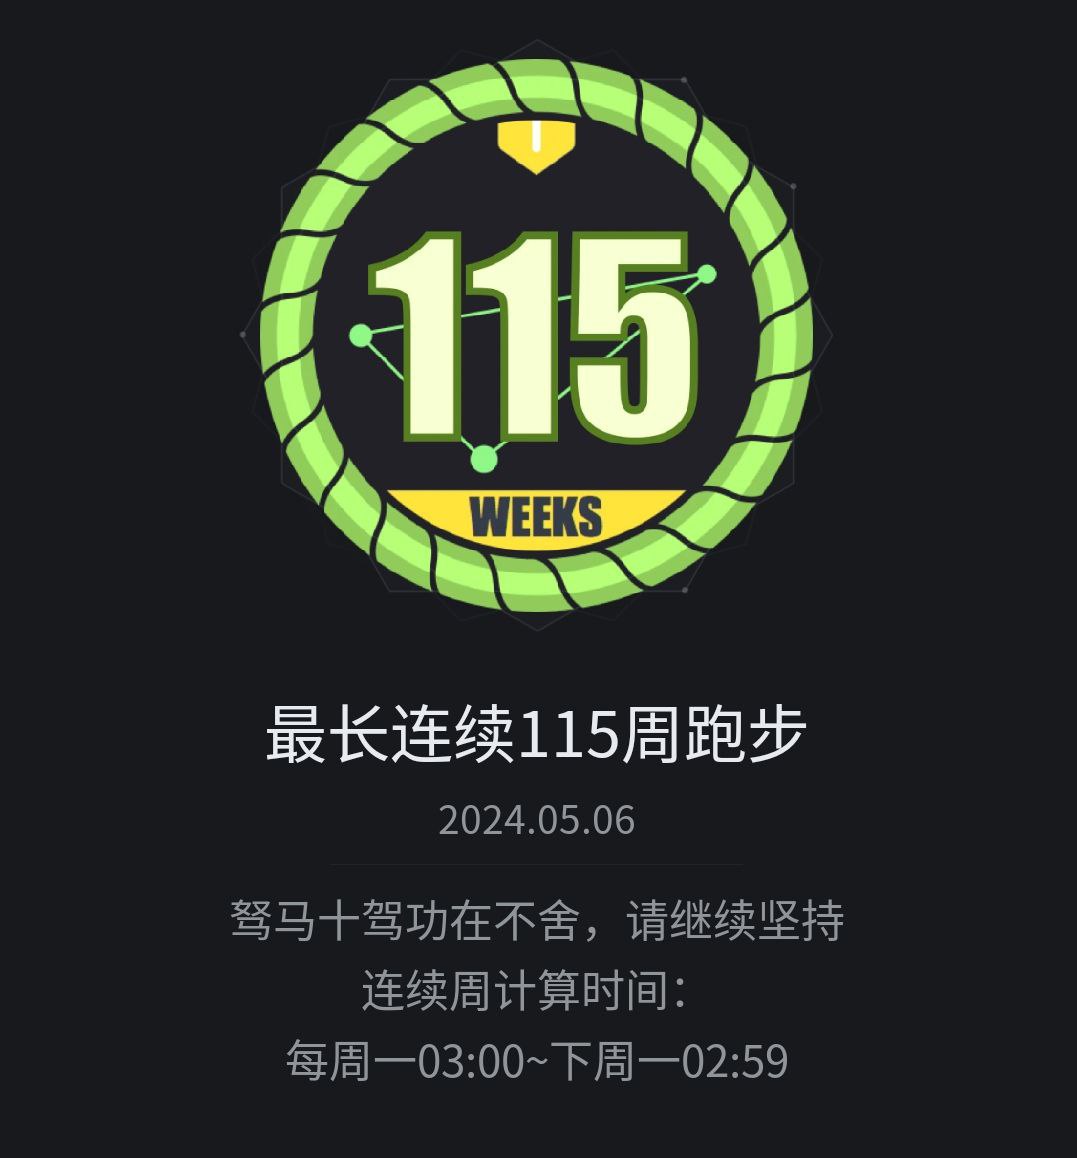 115
WEEKS
最长连续115周跑步
2024.05.06
驽马十驾功在不舍，请继续坚持
连续周计算时间：
每周一03:00~下周一02:59